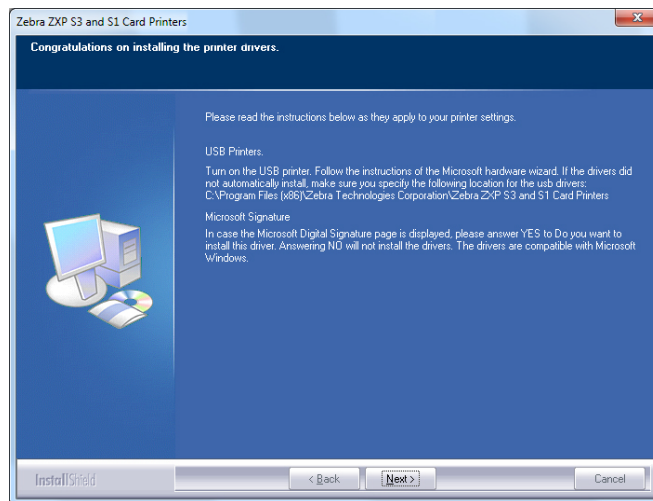 Zebra ZXP S3 and S1 Card Printers
Congratulations on installing the printer drivers.
Please read the instructions below as they apply to your printer settings.
USB Printers.
Turn on the USB printer. Follow the instructions of the Microsoft hardware wizard. If the drivers did
not automatically install, make sure you specify the following location for the usb drivers:
C:\Program Files (x86)\Zebra Technologies Corporation\Zebra ZXP S3 and S1 Card Printers
Microsoft Signature
In case the Microsoft Digital Signature page is displayed, please answer YES to Do you want to
install this driver. Answering NO will not install the drivers. The drivers are compatible with Microsoft
Windows.
InstallShield
< Back Next > Cancel